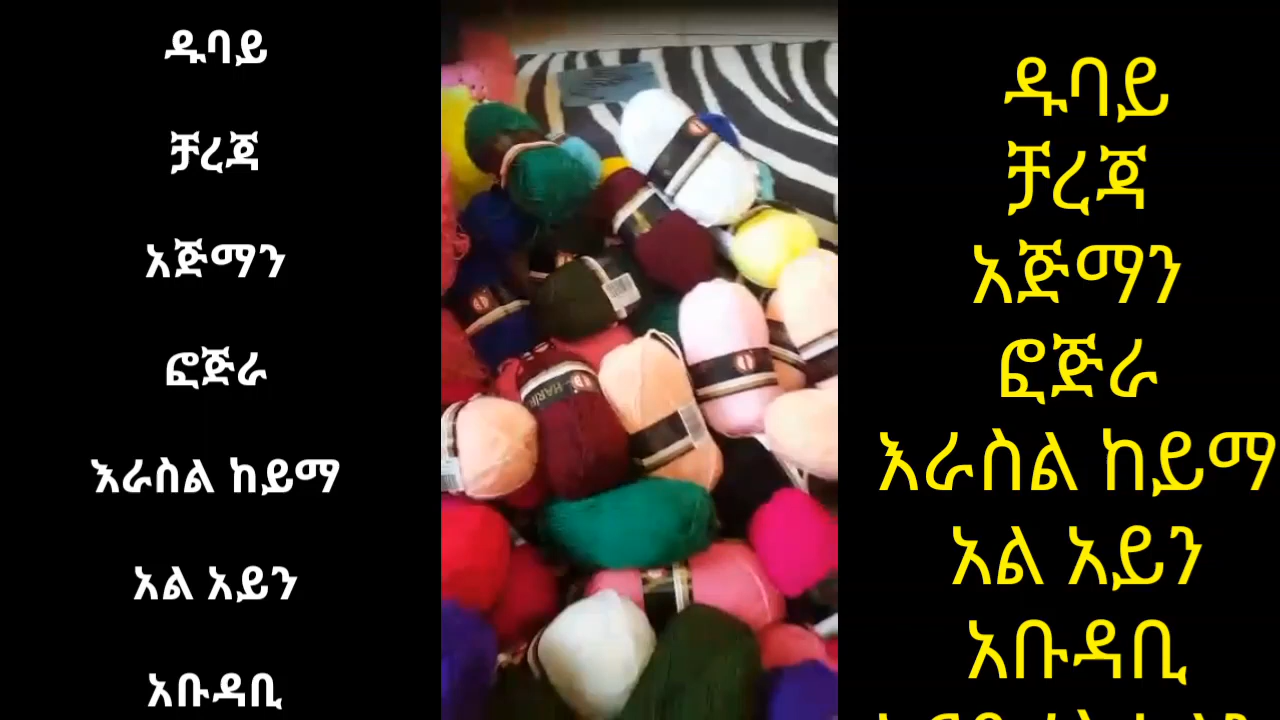 ዱባይ
ቻረጃ
አጅማን
ፎጅራ
እራስል ከይማ
አል አይን
አቡዳቢ
ዱባይ
ቻረጃ
አጅማን
ፎጅራ
እራስል ከይማ
አል አይን
አቡዳቢ